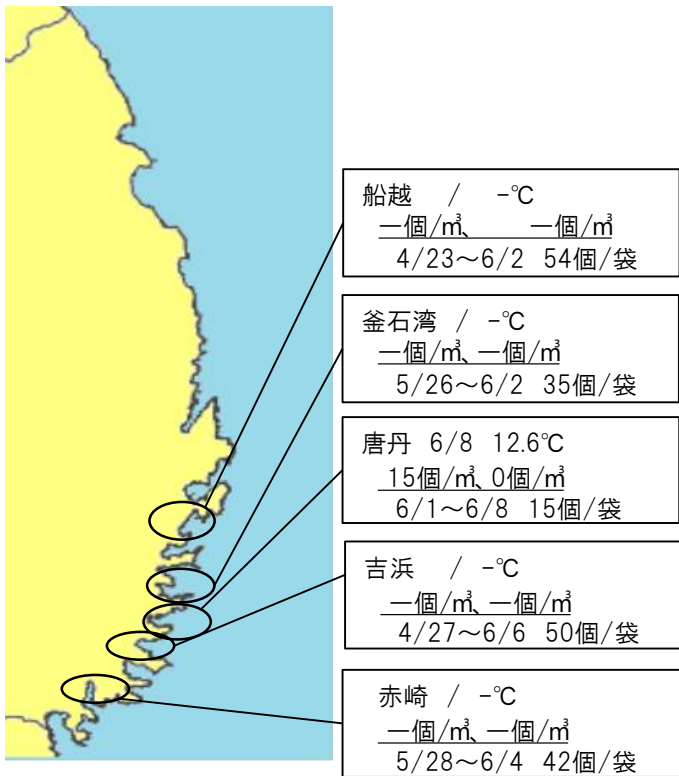 船越 / -℃
一個/㎥、 一個/㎥
4/23～6/2 54個/袋
釜石湾 / -℃
一個/㎥、一個/㎥
5/26～6/2 35個/袋
唐丹 6/8 12.6℃
15個/㎥、0個/㎥
6/1～6/8 15個/袋
吉浜 / -℃
一個/㎥、一個/㎥
4/27～6/6 50個/袋
赤崎 / -℃
一個/㎥、一個/㎥
5/28～6/4 42個/袋